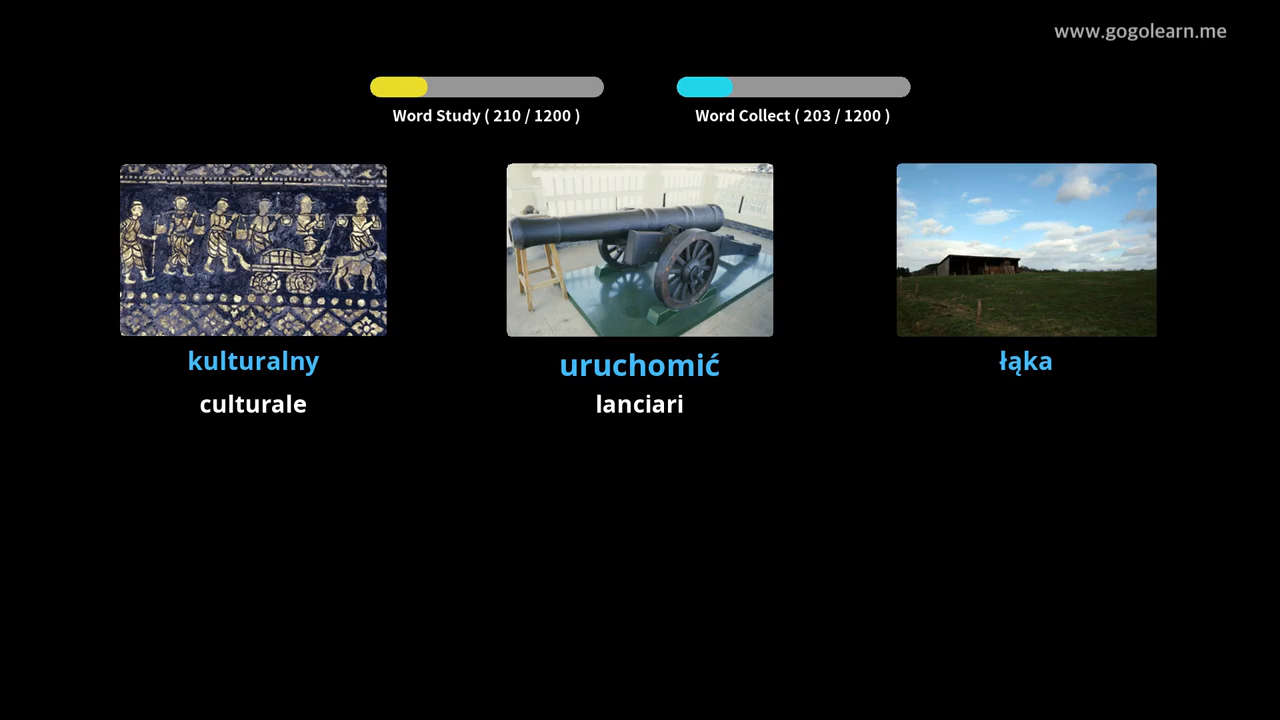 www.gogolearn.me
Word Study ( 210 / 1200 )
Word Collect ( 203 / 1200 )
kulturalny
uruchomić
łąka
culturale
lanciari